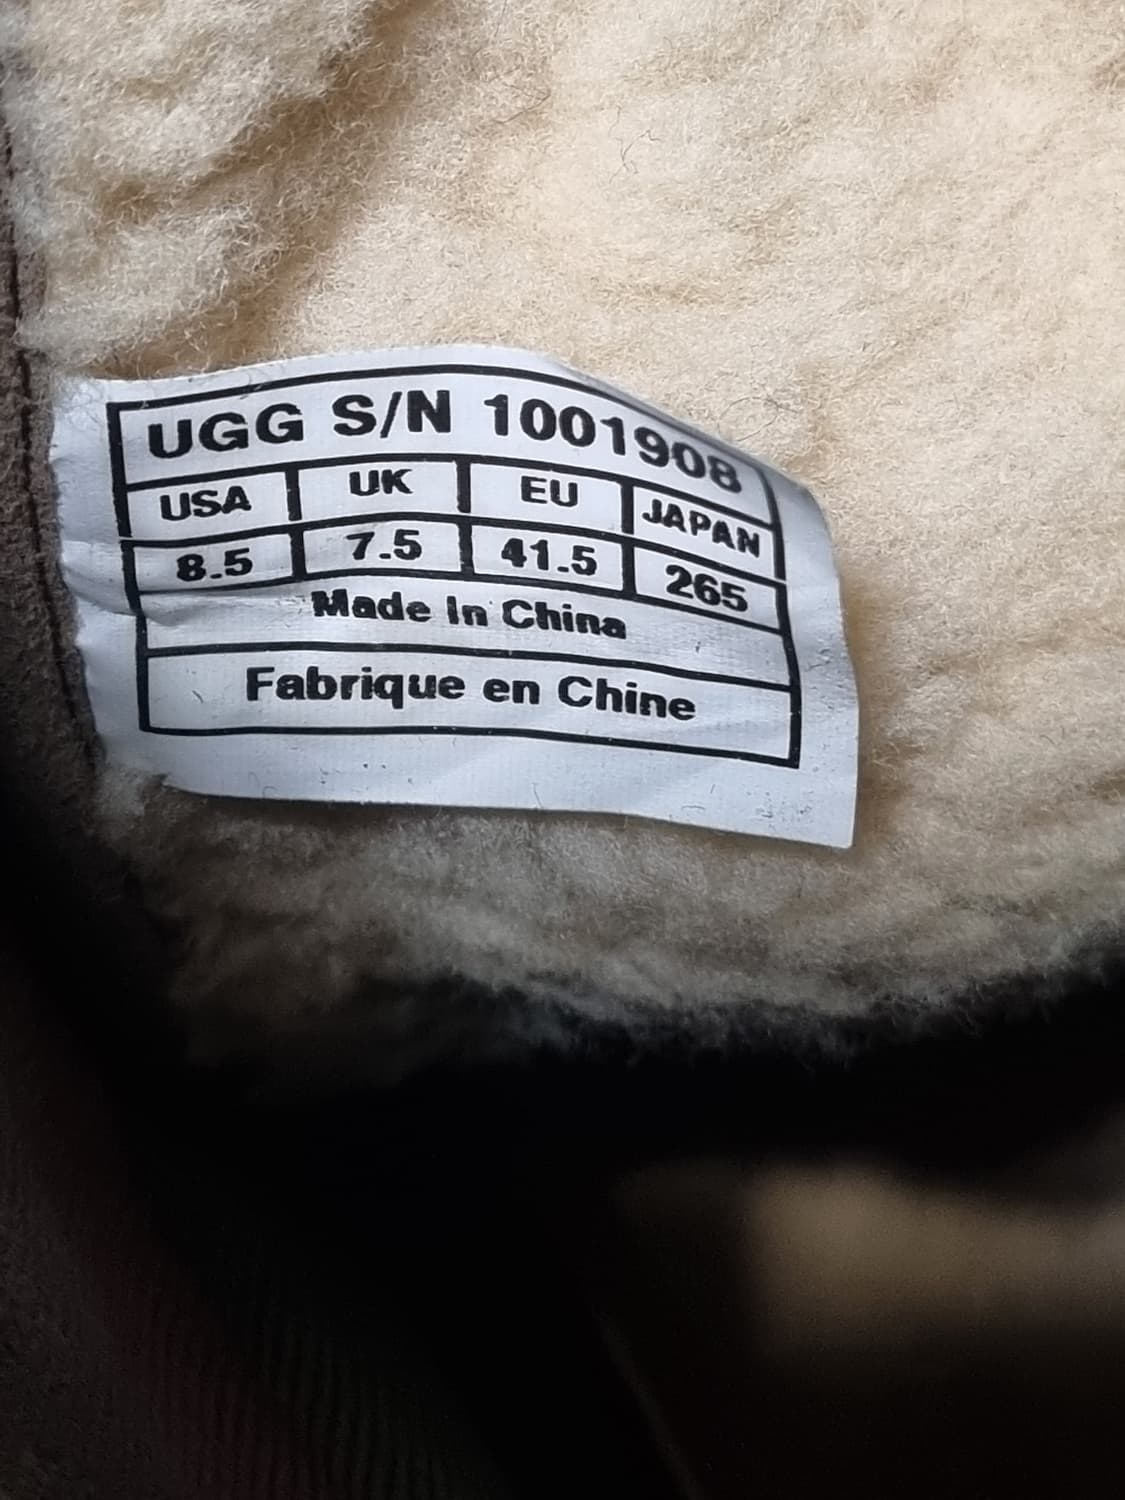 UGG S/N 1001908
USA UK EU JAPAN
8.5 7.5 41.5 265
Made In China
Fabrique en Chine